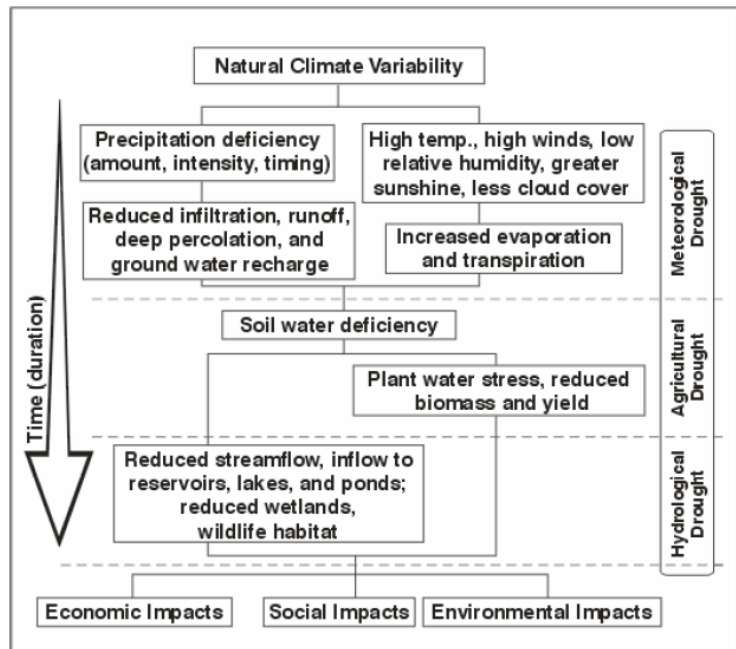 Natural Climate Variability
Precipitation deficiency
(amount, intensity, timing)
High temp., high winds, low
relative humidity, greater
sunshine, less cloud cover
Reduced infiltration, runoff,
deep percolation, and
ground water recharge
Increased evaporation
and transpiration
Meteorological
Drought
Soil water deficiency
Plant water stress, reduced
biomass and yield
Agricultural
Drought
Time (duration)
Reduced streamflow, inflow to
reservoirs, lakes, and ponds;
reduced wetlands,
wildlife habitat
Hydrological
Drought
Economic Impacts
Social Impacts
Environmental Impacts